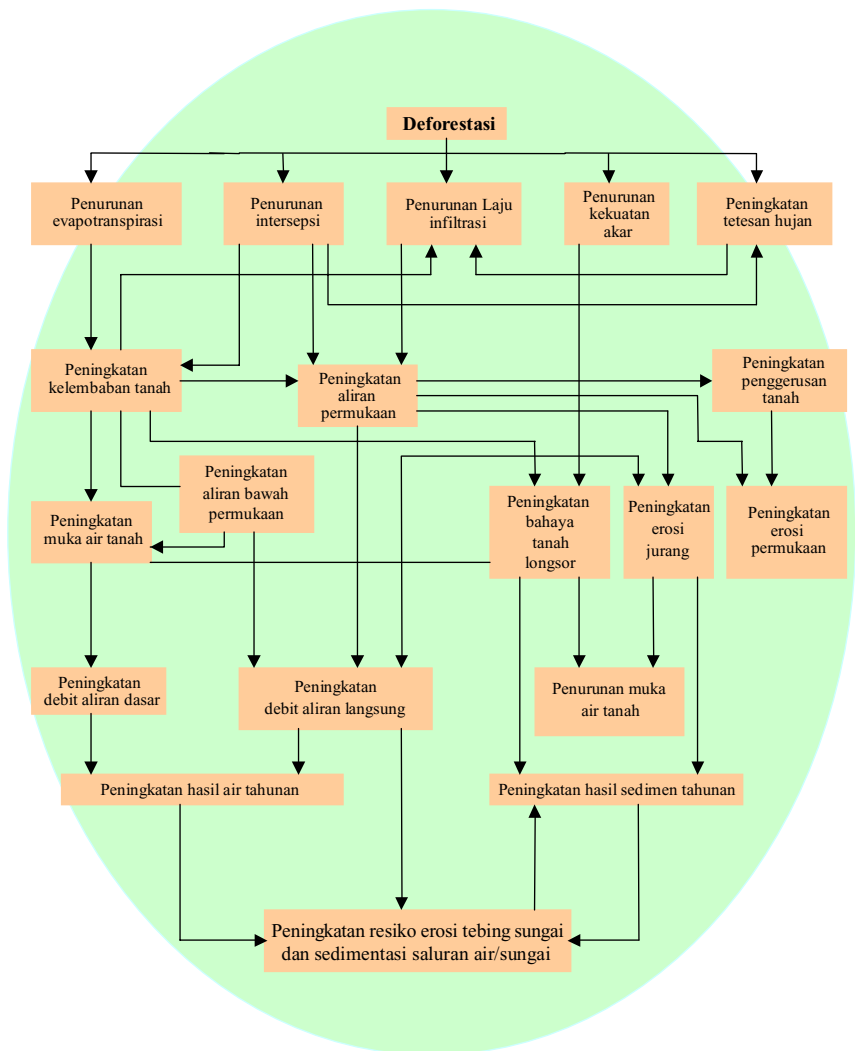 Deforestasi
Penurunan
evapotranspirasi
Penurunan
intersepsi
Penurunan Laju
infiltrasi
Penurunan
kekuatan
akar
Peningkatan
tetesan hujan
Peningkatan
kelembaban tanah
Peningkatan
aliran
permukaan
Peningkatan
penggerusan
tanah
Peningkatan
aliran bawah
permukaan
Peningkatan
muka air tanah
Peningkatan
bahaya
tanah
longsor
Peningkatan
erosi
jurang
Peningkatan
erosi
permukaan
Peningkatan
debit aliran dasar
Peningkatan
debit aliran langsung
Penurunan muka
air tanah
Peningkatan hasil air tahunan
Peningkatan hasil sedimen tahunan
Peningkatan resiko erosi tebing sungai
dan sedimentasi saluran air/sungai